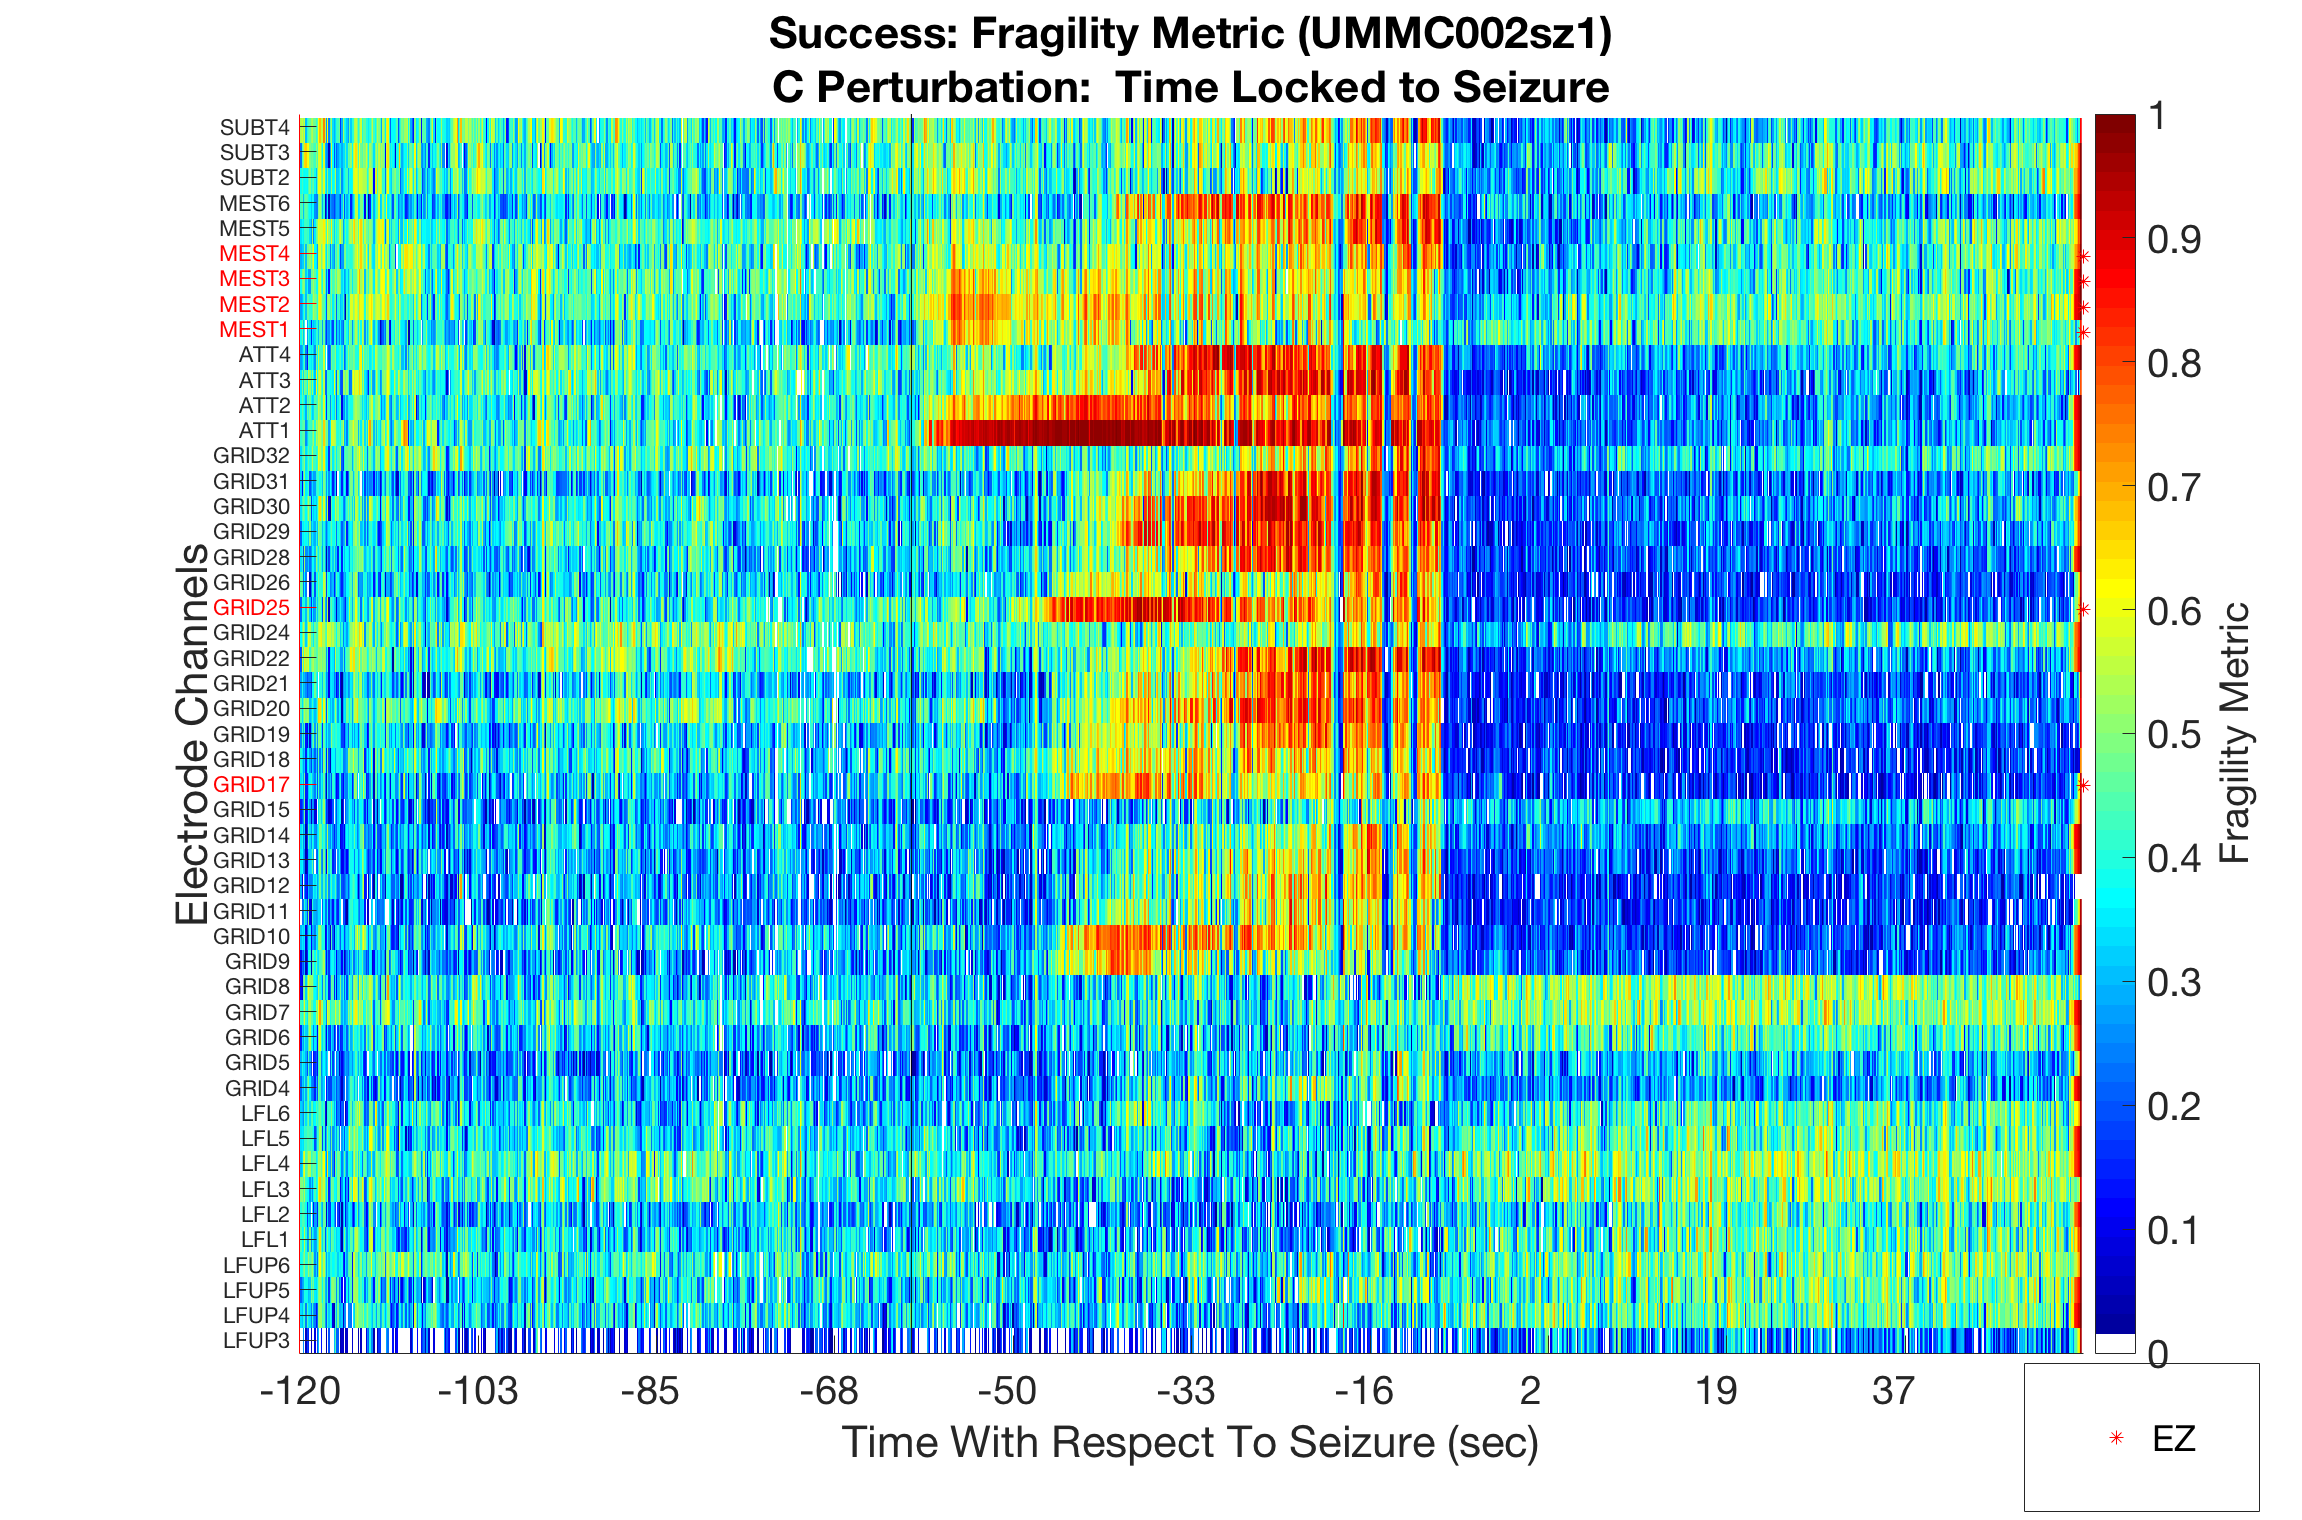 Success: Fragility Metric (UMMC002sz1)
C Perturbation:  Time Locked to Seizure
Electrode Channels
SUBT4
SUBT3
SUBT2
MEST6
MEST5
MEST4
MEST3
MEST2
MEST1
ATT4
ATT3
ATT2
ATT1
GRID32
GRID31
GRID30
GRID29
GRID28
GRID26
GRID25
GRID24
GRID22
GRID21
GRID20
GRID19
GRID18
GRID17
GRID15
GRID14
GRID13
GRID12
GRID11
GRID10
GRID9
GRID8
GRID7
GRID6
GRID5
GRID4
LFL6
LFL5
LFL4
LFL3
LFL2
LFL1
LFUP6
LFUP5
LFUP4
LFUP3
-120 -103 -85 -68 -50 -33 -16 2 19 37
Time With Respect To Seizure (sec)
1
0.9
0.8
0.7
0.6
0.5
0.4
0.3
0.2
0.1
0
Fragility Metric
EZ